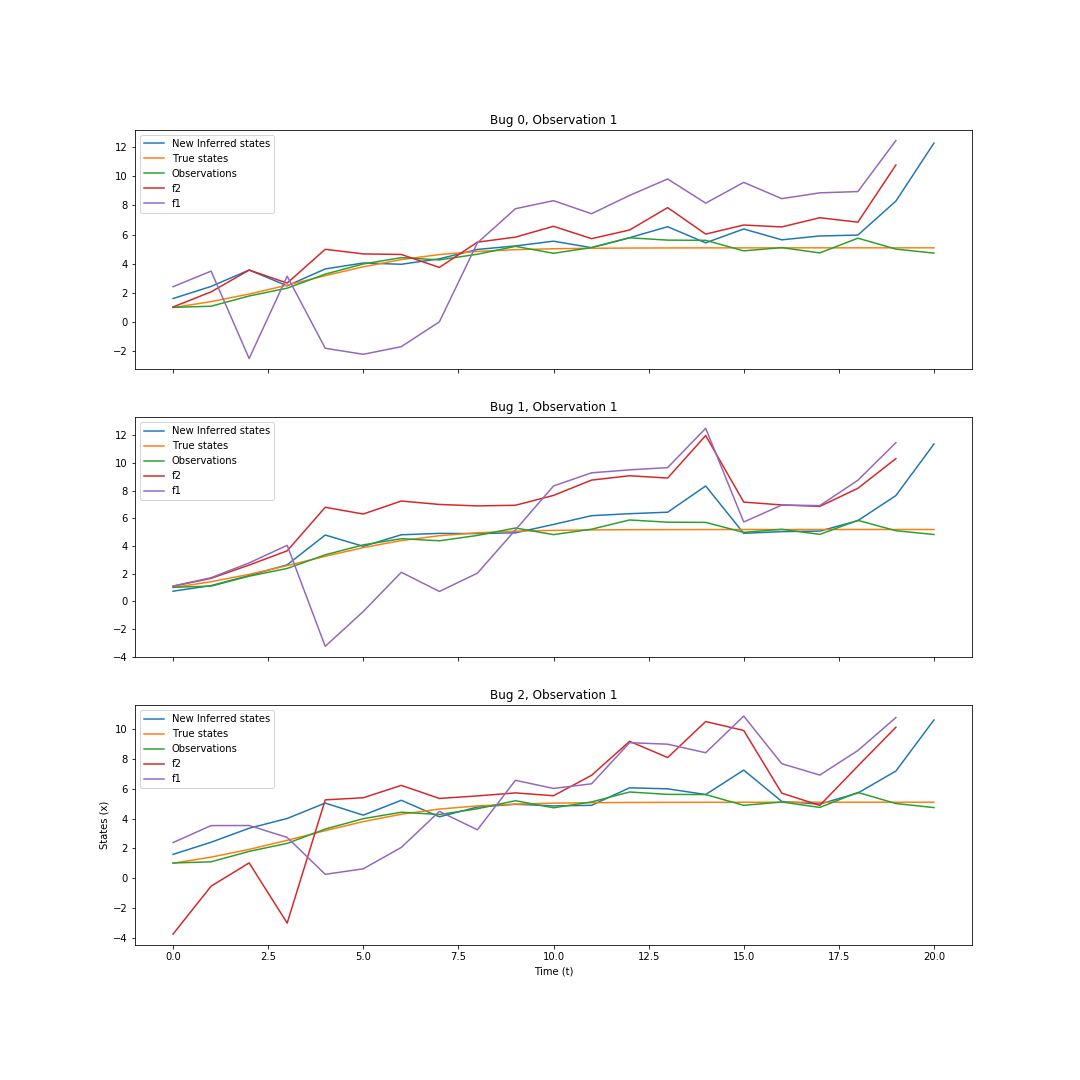 Bug 0, Observation 1
New Inferred states
True states
Observations
f2
f1
12
10
8
6
4
2
0
−2
Bug 1, Observation 1
New Inferred states
True states
Observations
f2
f1
12
10
8
6
4
2
0
−2
−4
Bug 2, Observation 1
New Inferred states
True states
Observations
f2
f1
10
8
6
4
2
0
−2
−4
States (x)
0.0 2.5 5.0 7.5 10.0 12.5 15.0 17.5 20.0
Time (t)